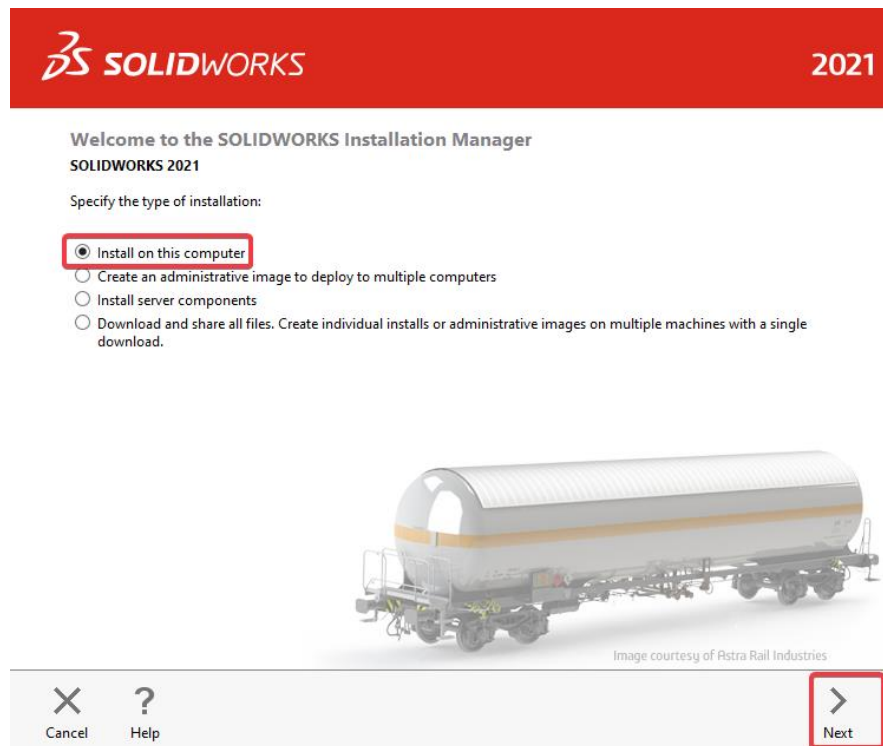 SOLIDWORKS
2021
Welcome to the SOLIDWORKS Installation Manager
SOLIDWORKS 2021
Specify the type of installation:
Install on this computer
Create an administrative image to deploy to multiple computers
Install server components
Download and share all files. Create individual installs or administrative images on multiple machines with a single
download.
Image courtesy of Astra Rail Industries
?
Cancel
Help
Next